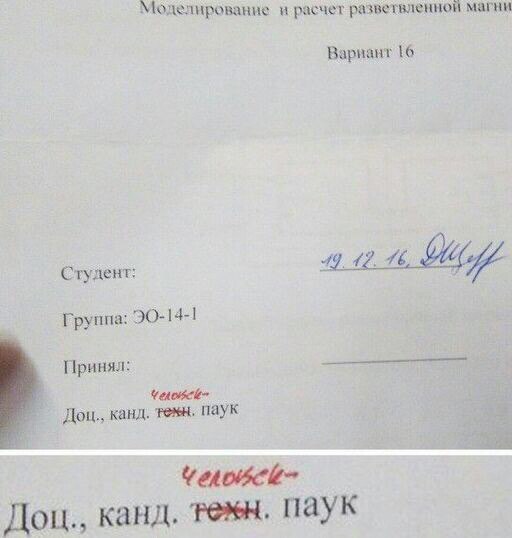 Моделирование и расчет разветвленной магни
Вариант 16
Студент:
19.12.16.
Группа: ЭО-14-1
Принял:
человек-
Доц., канд. техн. паук
человек-
Доц., канд. техн. паук